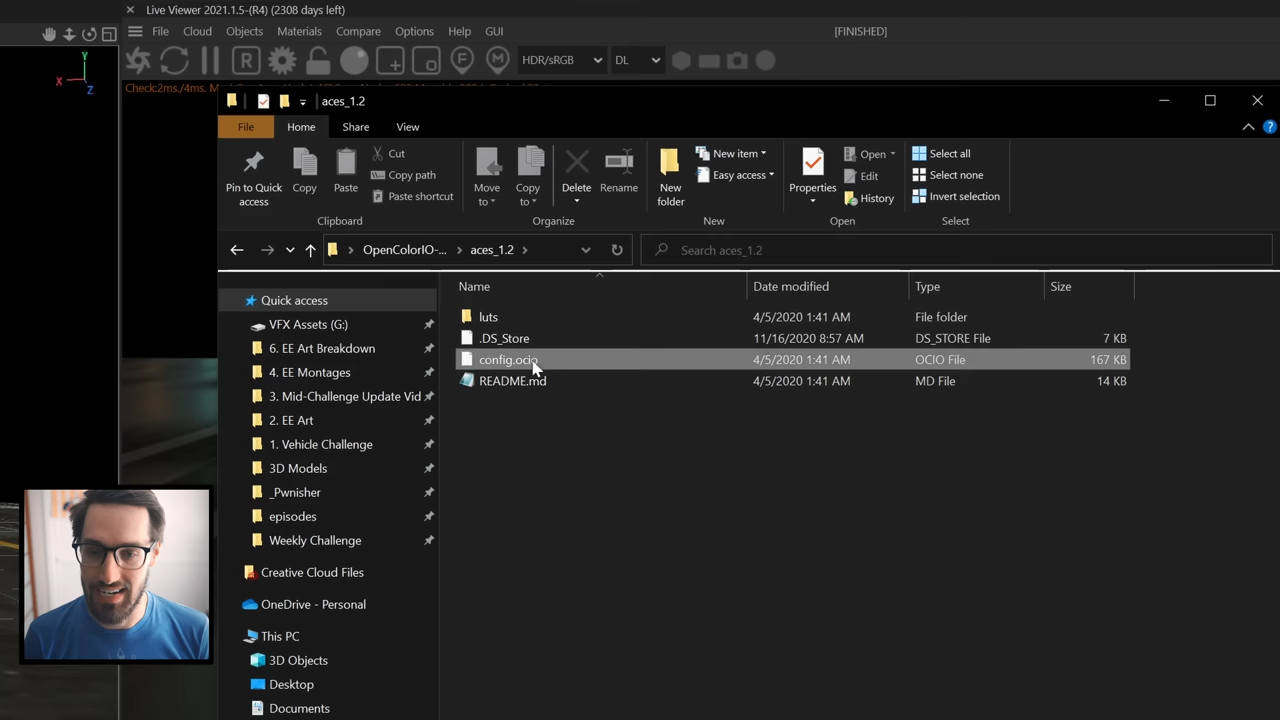 Live Viewer 2021.1.5-(R4) (2308 days left)
File Cloud Objects Materials Compare Options Help GUI [FINISHED]
R F M HDR/sRGB DL
Y
X
Z
Check:2ms./4ms.
aces_1.2
File Home Share View
Pin to Quick access
Copy
Paste
Cut
Copy path
Paste shortcut
Clipboard
Move to
Copy to
Delete
Rename
Organize
New folder
New item
Easy access
New
Properties
Open
Edit
History
Open
Select all
Select none
Invert selection
Select
OpenColorIO-... > aces_1.2 >
Search aces_1.2
Name Date modified Type Size
luts 4/5/2020 1:41 AM File folder
.DS_Store 11/16/2020 8:57 AM DS_STORE File 7 KB
config.ocio 4/5/2020 1:41 AM OCIO File 167 KB
README.md 4/5/2020 1:41 AM MD File 14 KB
Quick access
VFX Assets (G:)
6. EE Art Breakdown
4. EE Montages
3. Mid-Challenge Update Vid
2. EE Art
1. Vehicle Challenge
3D Models
_Pwnisher
episodes
Weekly Challenge
Creative Cloud Files
OneDrive - Personal
This PC
3D Objects
Desktop
Documents